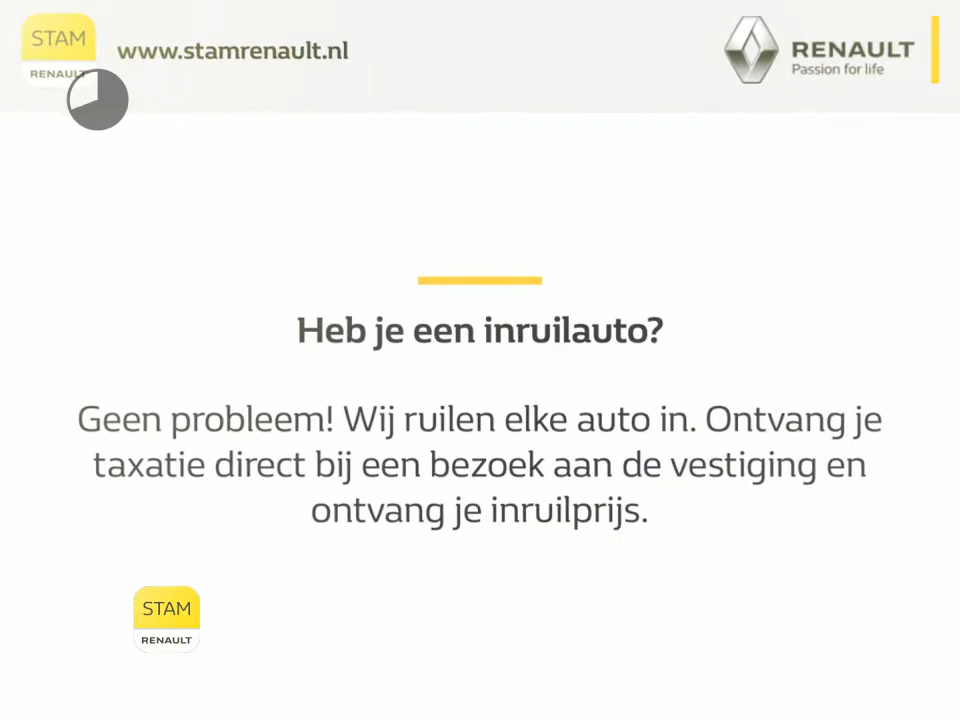 STAM
RENAULT
www.stamrenault.nl
RENAULT
Passion for life
Heb je een inruilauto?
Geen probleem! Wij ruilen elke auto in. Ontvang je
taxatie direct bij een bezoek aan de vestiging en
ontvang je inruilprijs.
STAM
RENAULT